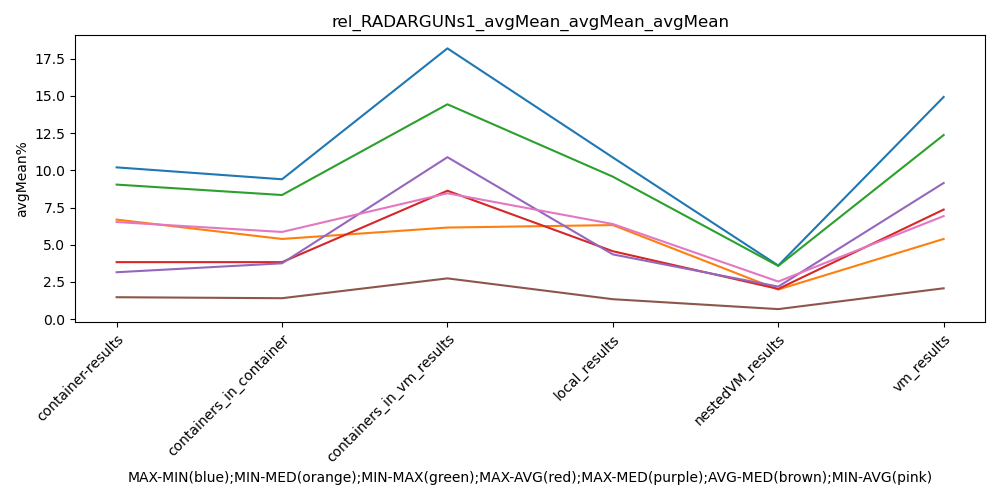 rel_RADARGUNs1_avgMean_avgMean_avgMean
avgMean%
17.5
15.0
12.5
10.0
7.5
5.0
2.5
0.0
container-results
containers_in_container
containers_in_vm_results
local_results
nestedVM_results
vm_results
MAX-MIN(blue);MIN-MED(orange);MIN-MAX(green);MAX-AVG(red);MAX-MED(purple);AVG-MED(brown);MIN-AVG(pink)